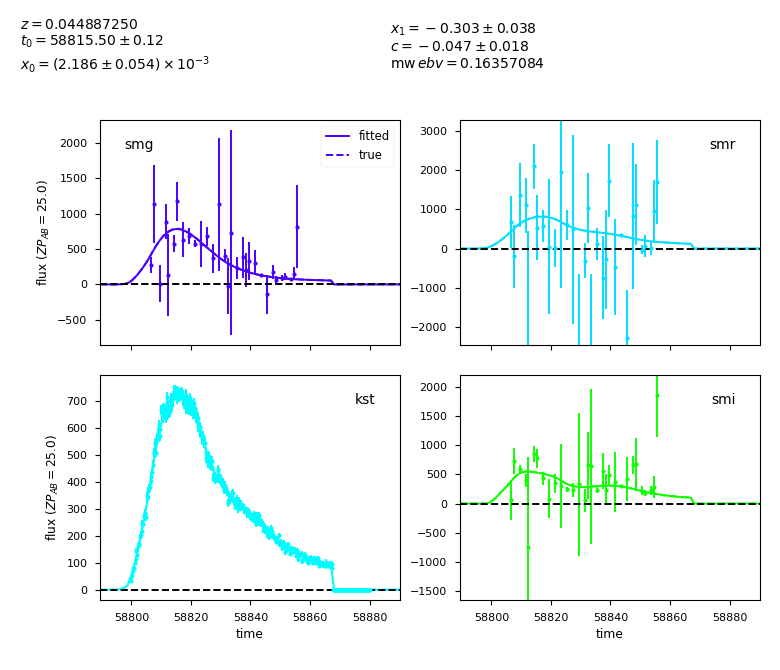 z = 0.044887250
t₀ = 58815.50 ± 0.12
x₀ = (2.186 ± 0.054) × 10⁻³
x₁ = −0.303 ± 0.038
c = −0.047 ± 0.018
mw ebv = 0.16357084
smg
fitted
true
2000
1500
1000
500
0
−500
flux (ZP_AB = 25.0)
smr
3000
2000
1000
0
−1000
−2000
kst
700
600
500
400
300
200
100
0
flux (ZP_AB = 25.0)
58800 58820 58840 58860 58880
time
smi
2000
1500
1000
500
0
−500
−1000
−1500
58800 58820 58840 58860 58880
time